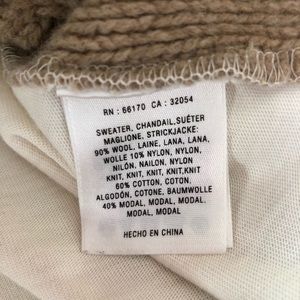 RN : 66170 CA : 32054
SWEATER, CHANDAIL,SUÉTER
MAGLIONE, STRICKJACKE:
90% WOOL, LAINE, LANA, LANA,
WOLLE 10% NYLON, NYLON,
NILÓN, NAILON, NYLON
KNIT, KNIT, KNIT, KNIT,KNIT
60% COTTON, COTON,
ALGODÓN, COTONE, BAUMWOLLE
40% MODAL, MODAL, MODAL,
MODAL, MODAL
HECHO EN CHINA